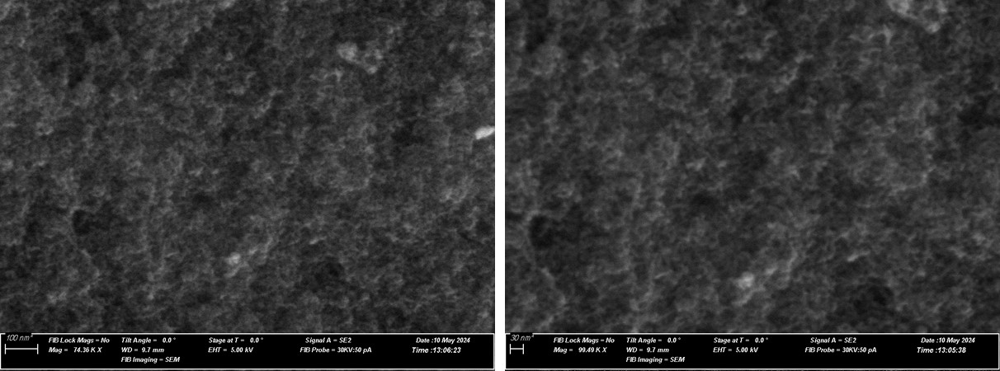 100 nm
FIB Lock Mags = No Tilt Angle = 0.0 ° Stage at T = 0.0 ° Signal A = SE2 Date :10 May 2024
Mag = 74.36 K X WD = 9.7 mm EHT = 5.00 kV FIB Probe = 30KV:50 pA Time :13:06:23
FIB Imaging = SEM
30 nm
FIB Lock Mags = No Tilt Angle = 0.0 ° Stage at T = 0.0 ° Signal A = SE2 Date :10 May 2024
Mag = 99.49 K X WD = 9.7 mm EHT = 5.00 kV FIB Probe = 30KV:50 pA Time :13:05:38
FIB Imaging = SEM